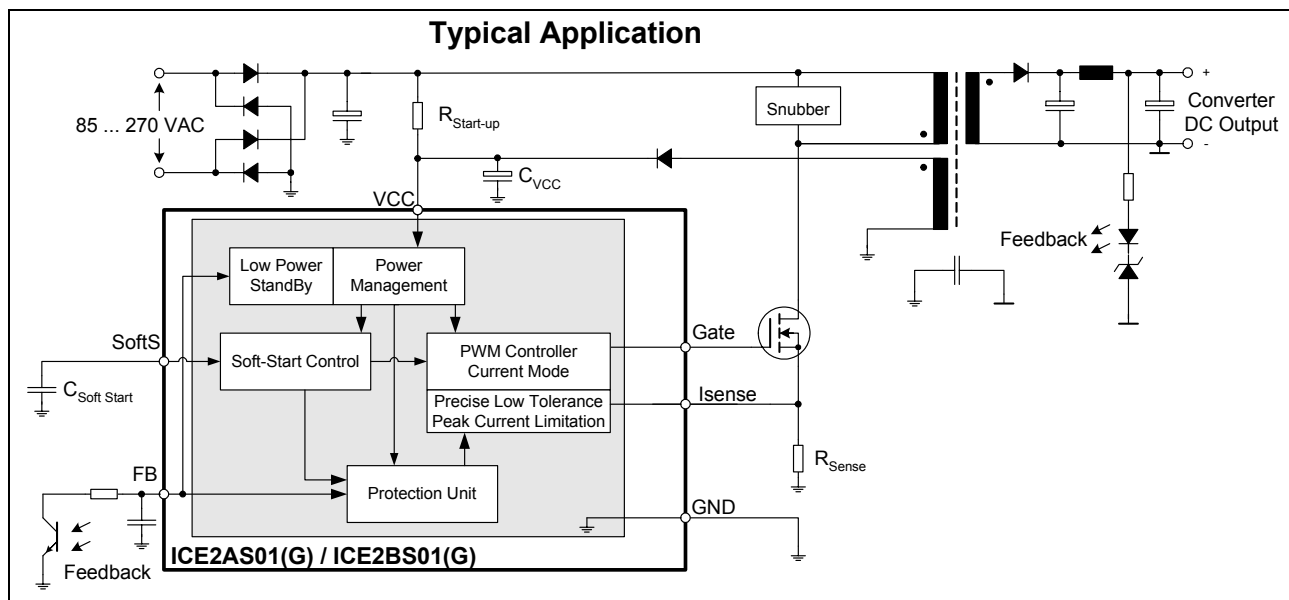 Typical Application
+
Snubber
Converter
DC Output
85 ... 270 VAC
RStart-up
-
CVCC
VCC
Feedback
Low Power
StandBy
Power
Management
SoftS
Gate
Soft-Start Control
PWM Controller
Current Mode
CSoft Start
Precise Low Tolerance
Peak Current Limitation
Isense
RSense
FB
Protection Unit
GND
ICE2AS01(G) / ICE2BS01(G)
Feedback